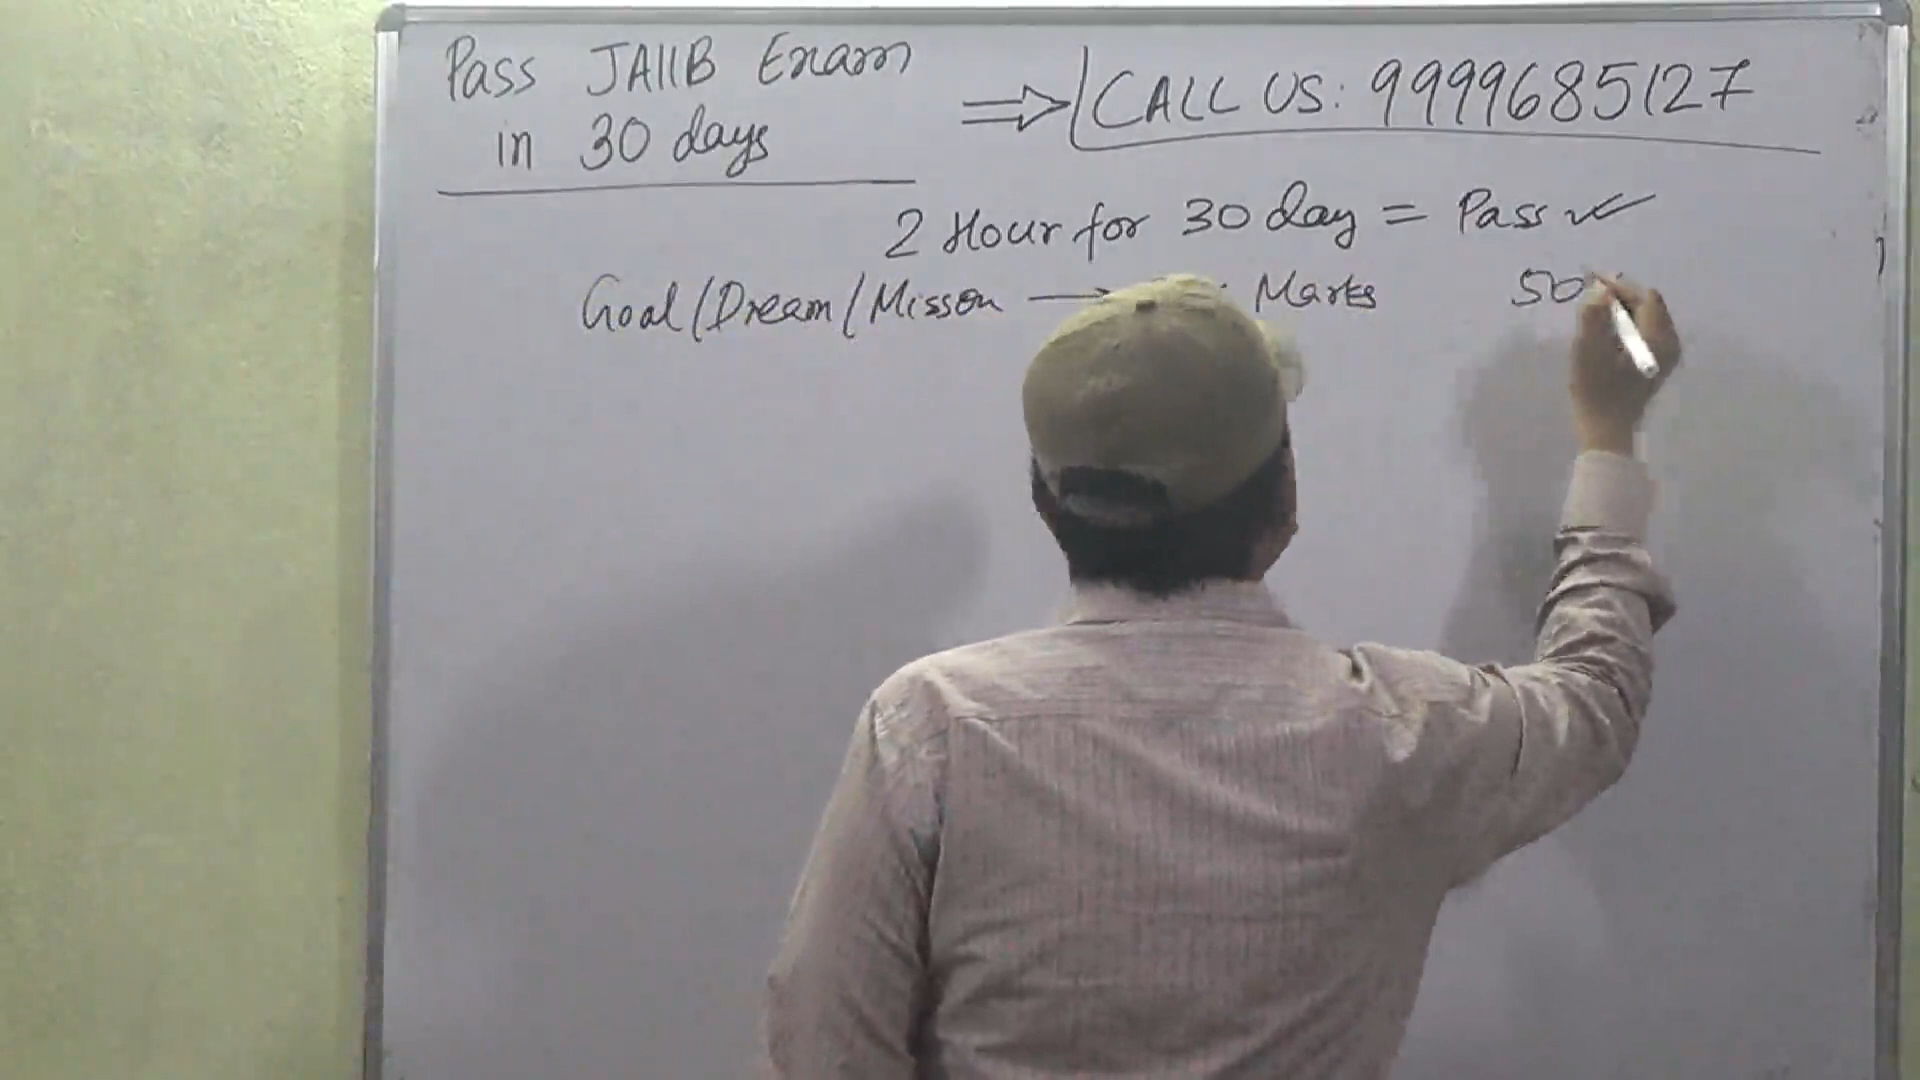 Pass JAIIB Exam
in 30 days
⇒ CALL US: 9999685127
2 Hour for 30 day = Pass ✓
Goal/Dream/Misson → Marks 50